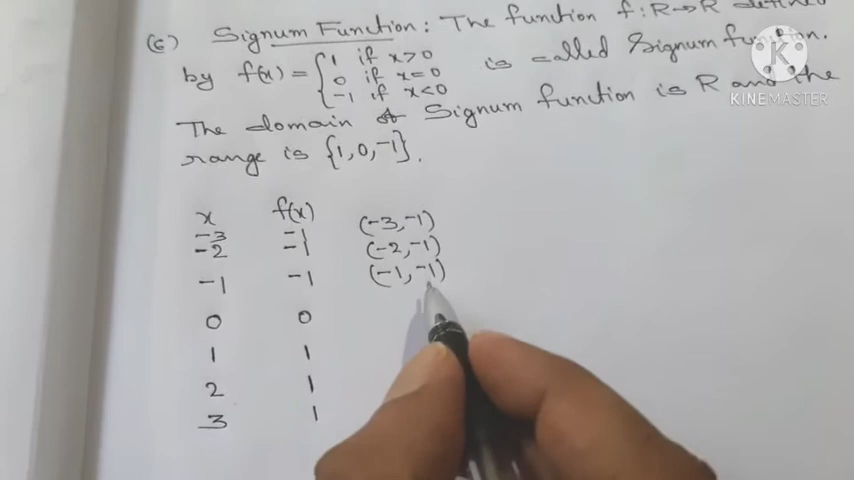 (c) Signum Function: The function f: R→R defined
by f(x) = { 1 if x>0
0 if x=0
-1 if x<0
is called Signum function.
The domain of Signum function is R and the
range is {1, 0, -1}.
x f(x)
-3 -1 (-3, -1)
-2 -1 (-2, -1)
-1 -1 (-1, -1)
0 0
1 1
2 1
3 1
KINEMASTER